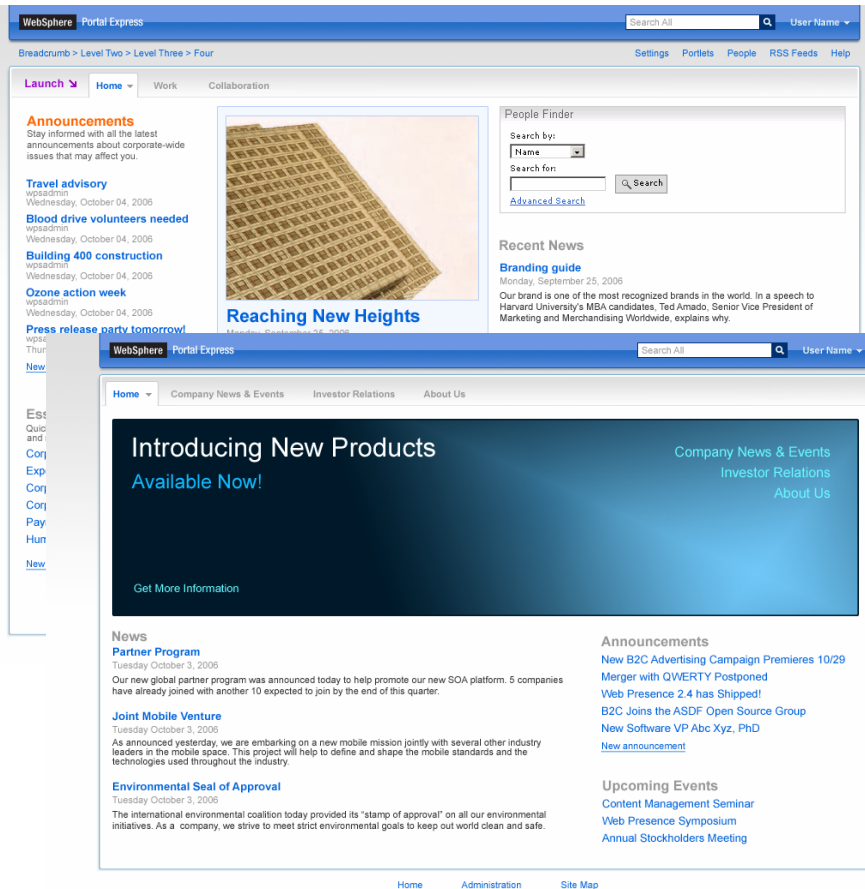 WebSphere Portal Express
Search All
User Name
Breadcrumb > Level Two > Level Three > Four
Settings Portlets People RSS Feeds Help
Launch
Home Work Collaboration
Announcements
Stay informed with all the latest
announcements about corporate-wide
issues that may affect you.
Travel advisory
wpsadmin
Wednesday, October 04, 2006
Blood drive volunteers needed
wpsadmin
Wednesday, October 04, 2006
Building 400 construction
wpsadmin
Wednesday, October 04, 2006
Ozone action week
wpsadmin
Wednesday, October 04, 2006
Press release party tomorrow!
New
Reaching New Heights
Monday, September 25, 2006
People Finder
Search by:
Name
Search for:
Search
Advanced Search
Recent News
Branding guide
Monday, September 25, 2006
Our brand is one of the most recognized brands in the world. In a speech to
Harvard University's MBA candidates, Ted Amado, Senior Vice President of
Marketing and Merchandising Worldwide, explains why.
and
New
WebSphere Portal Express
Search All
User Name
Home Company News & Events Investor Relations About Us
Introducing New Products
Available Now!
Company News & Events
Investor Relations
About Us
Get More Information
News
Partner Program
Tuesday October 3, 2006
Our new global partner program was announced today to help promote our new SOA platform. 5 companies
have already joined with another 10 expected to join by the end of this quarter.
Joint Mobile Venture
Tuesday October 3, 2006
As announced yesterday, we are embarking on a new mobile mission jointly with several other industry
leaders in the mobile space. This project will help to define and shape the mobile standards and the
technologies used throughout the industry.
Environmental Seal of Approval
Tuesday October 3, 2006
The international environmental coalition today provided its “stamp of approval” on all our environmental
initiatives. As a company, we strive to meet strict environmental goals to keep out world clean and safe.
Announcements
New B2C Advertising Campaign Premieres 10/29
Merger with QWERTY Postponed
Web Presence 2.4 has Shipped!
B2C Joins the ASDF Open Source Group
New Software VP Abc Xyz, PhD
New announcement
Upcoming Events
Content Management Seminar
Web Presence Symposium
Annual Stockholders Meeting
Home Administration Site Map